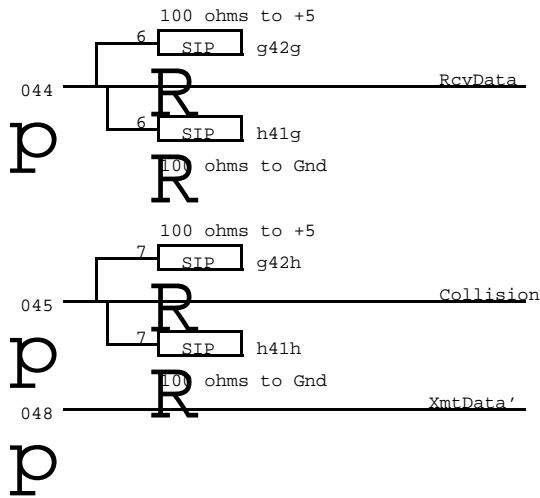 100 ohms to +5
6 SIP g42g
R
044 RcvData
p
6 SIP h41g
R
100 ohms to Gnd
100 ohms to +5
7 SIP g42h
R
045 Collision
p
7 SIP h41h
R
100 ohms to Gnd
048 XmtData'
p